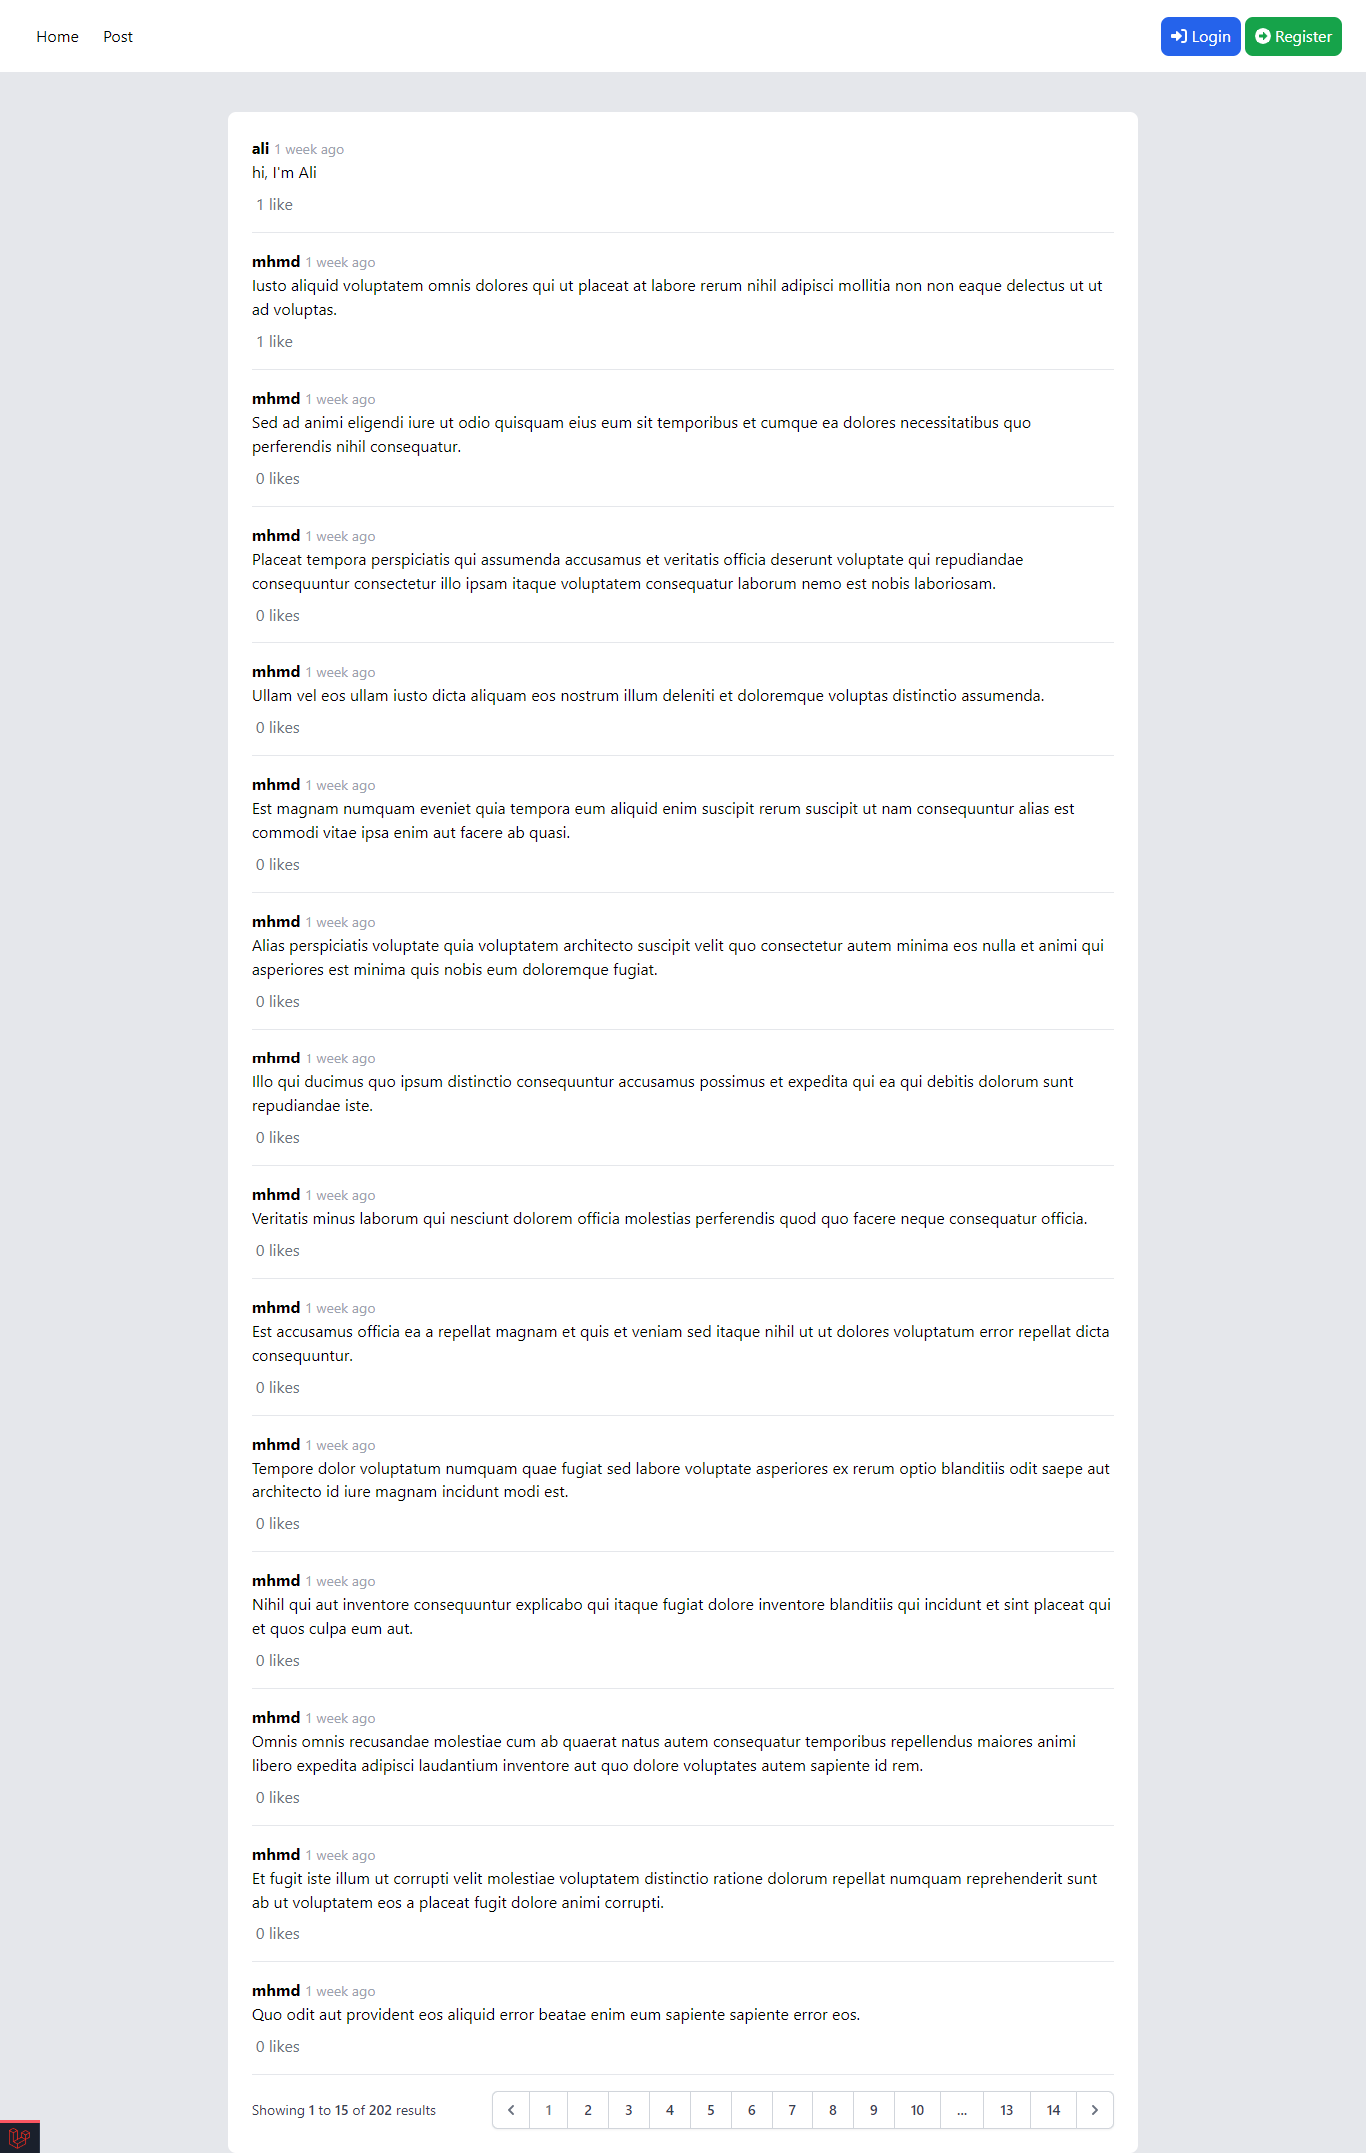 Home Post Login Register
ali 1 week ago
hi, I'm Ali
1 like
mhmd 1 week ago
Iusto aliquid voluptatem omnis dolores qui ut placeat at labore rerum nihil adipisci mollitia non non eaque delectus ut ut
ad voluptas.
1 like
mhmd 1 week ago
Sed ad animi eligendi iure ut odio quisquam eius eum sit temporibus et cumque ea dolores necessitatibus quo
perferendis nihil consequatur.
0 likes
mhmd 1 week ago
Placeat tempora perspiciatis qui assumenda accusamus et veritatis officia deserunt voluptate qui repudiandae
consequuntur consectetur illo ipsam itaque voluptatem consequatur laborum nemo est nobis laboriosam.
0 likes
mhmd 1 week ago
Ullam vel eos ullam iusto dicta aliquam eos nostrum illum deleniti et doloremque voluptas distinctio assumenda.
0 likes
mhmd 1 week ago
Est magnam numquam eveniet quia tempora eum aliquid enim suscipit rerum suscipit ut nam consequuntur alias est
commodi vitae ipsa enim aut facere ab quasi.
0 likes
mhmd 1 week ago
Alias perspiciatis voluptate quia voluptatem architecto suscipit velit quo consectetur autem minima eos nulla et animi qui
asperiores est minima quis nobis eum doloremque fugiat.
0 likes
mhmd 1 week ago
Illo qui ducimus quo ipsum distinctio consequuntur accusamus possimus et expedita qui ea qui debitis dolorum sunt
repudiandae iste.
0 likes
mhmd 1 week ago
Veritatis minus laborum qui nesciunt dolorem officia molestias perferendis quod quo facere neque consequatur officia.
0 likes
mhmd 1 week ago
Est accusamus officia ea a repellat magnam et quis et veniam sed itaque nihil ut ut dolores voluptatum error repellat dicta
consequuntur.
0 likes
mhmd 1 week ago
Tempore dolor voluptatum numquam quae fugiat sed labore voluptate asperiores ex rerum optio blanditiis odit saepe aut
architecto id iure magnam incidunt modi est.
0 likes
mhmd 1 week ago
Nihil qui aut inventore consequuntur explicabo qui itaque fugiat dolore inventore blanditiis qui incidunt et sint placeat qui
et quos culpa eum aut.
0 likes
mhmd 1 week ago
Omnis omnis recusandae molestiae cum ab quaerat natus autem consequatur temporibus repellendus maiores animi
libero expedita adipisci laudantium inventore aut quo dolore voluptates autem sapiente id rem.
0 likes
mhmd 1 week ago
Et fugit iste illum ut corrupti velit molestiae voluptatem distinctio ratione dolorum repellat numquam reprehenderit sunt
ab ut voluptatem eos a placeat fugit dolore animi corrupti.
0 likes
mhmd 1 week ago
Quo odit aut provident eos aliquid error beatae enim eum sapiente sapiente error eos.
0 likes
Showing 1 to 15 of 202 results 1 2 3 4 5 6 7 8 9 10 ... 13 14